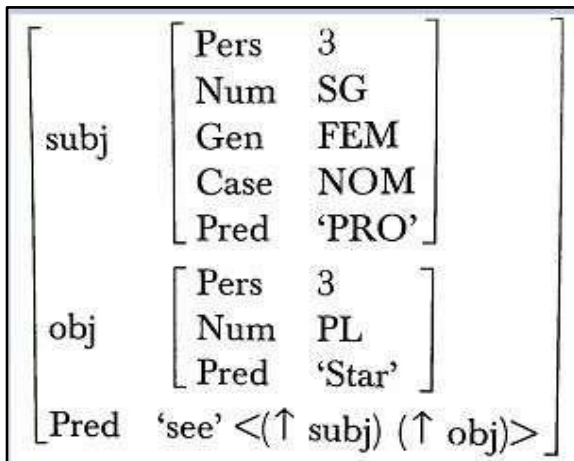 Pers 3
Num SG
subj Gen FEM
Case NOM
Pred ‘PRO’
Pers 3
obj Num PL
Pred ‘Star’
Pred ‘see’ <(↑ subj) (↑ obj)>